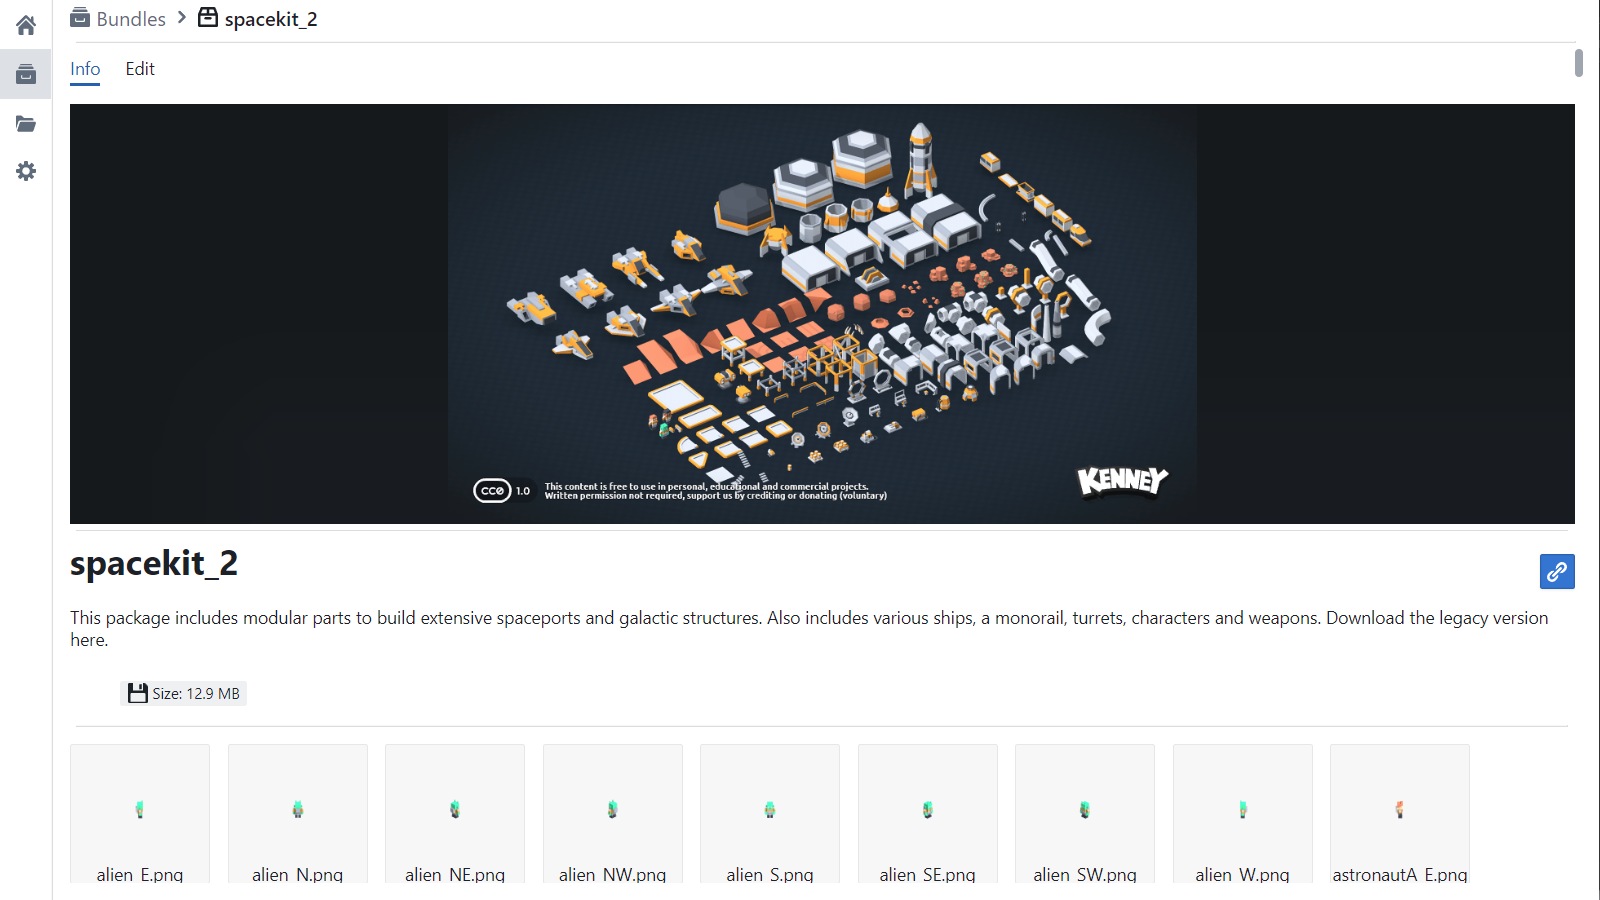 Bundles > spacekit_2
Info Edit
CC0 1.0
This content is free to use in personal, educational and commercial projects.
Written permission not required, support us by crediting or donating (voluntary)
KENNEY
spacekit_2
This package includes modular parts to build extensive spaceports and galactic structures. Also includes various ships, a monorail, turrets, characters and weapons. Download the legacy version
here.
Size: 12.9 MB
alien_E.png alien_N.png alien_NE.png alien_NW.png alien_S.png alien_SE.png alien_SW.png alien_W.png astronautA_E.png